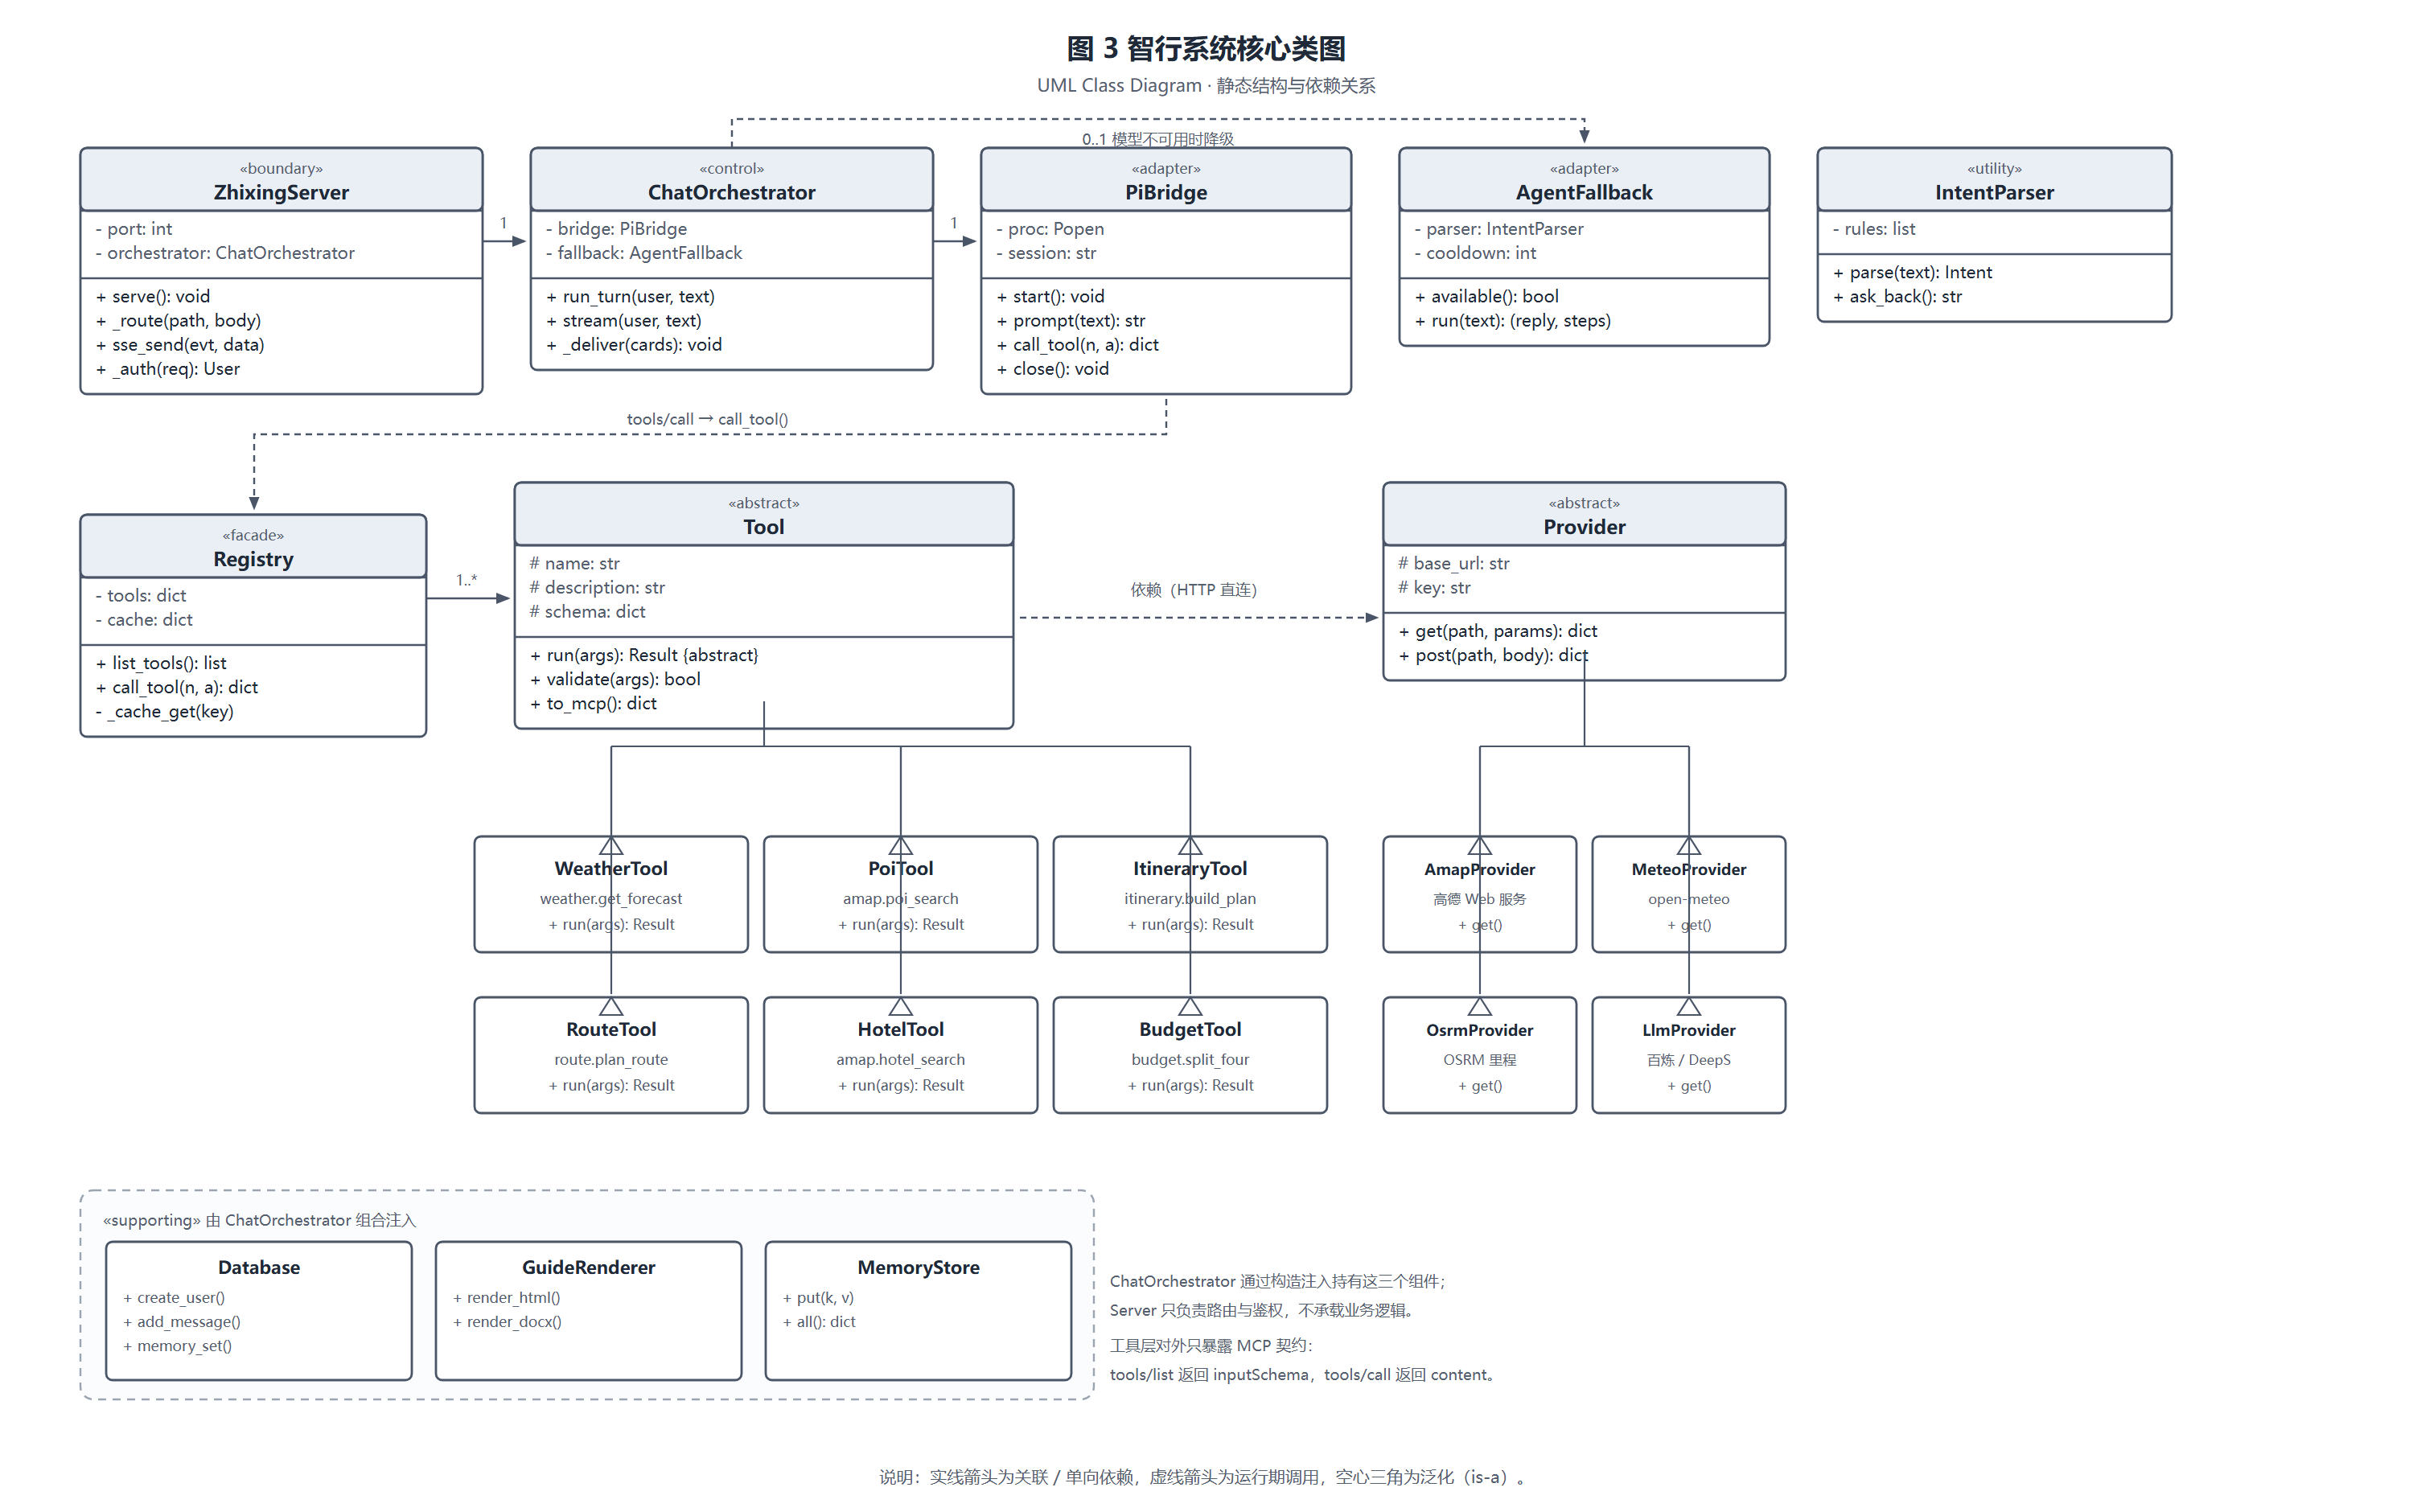 图 3 智行系统核心类图
UML Class Diagram · 静态结构与依赖关系
0..1 模型不可用时降级
«boundary»
ZhixingServer
- port: int
- orchestrator: ChatOrchestrator
+ serve(): void
+ _route(path, body)
+ sse_send(evt, data)
+ _auth(req): User
1
«control»
ChatOrchestrator
- bridge: PiBridge
- fallback: AgentFallback
+ run_turn(user, text)
+ stream(user, text)
+ _deliver(cards): void
1
«adapter»
PiBridge
- proc: Popen
- session: str
+ start(): void
+ prompt(text): str
+ call_tool(n, a): dict
+ close(): void
«adapter»
AgentFallback
- parser: IntentParser
- cooldown: int
+ available(): bool
+ run(text): (reply, steps)
«utility»
IntentParser
- rules: list
+ parse(text): Intent
+ ask_back(): str
tools/call → call_tool()
«facade»
Registry
- tools: dict
- cache: dict
+ list_tools(): list
+ call_tool(n, a): dict
- _cache_get(key)
1..*
«abstract»
Tool
# name: str
# description: str
# schema: dict
+ run(args): Result {abstract}
+ validate(args): bool
+ to_mcp(): dict
依赖（HTTP 直连）
«abstract»
Provider
# base_url: str
# key: str
+ get(path, params): dict
+ post(path, body): dict
WeatherTool
weather.get_forecast
+ run(args): Result
PoiTool
amap.poi_search
+ run(args): Result
ItineraryTool
itinerary.build_plan
+ run(args): Result
AmapProvider
高德 Web 服务
+ get()
MeteoProvider
open-meteo
+ get()
RouteTool
route.plan_route
+ run(args): Result
HotelTool
amap.hotel_search
+ run(args): Result
BudgetTool
budget.split_four
+ run(args): Result
OsrmProvider
OSRM 里程
+ get()
LlmProvider
百炼 / DeepS
+ get()
«supporting» 由 ChatOrchestrator 组合注入
Database
+ create_user()
+ add_message()
+ memory_set()
GuideRenderer
+ render_html()
+ render_docx()
MemoryStore
+ put(k, v)
+ all(): dict
ChatOrchestrator 通过构造注入持有这三个组件；
Server 只负责路由与鉴权，不承载业务逻辑。
工具层对外只暴露 MCP 契约：
tools/list 返回 inputSchema，tools/call 返回 content。
说明：实线箭头为关联 / 单向依赖，虚线箭头为运行期调用，空心三角为泛化（is-a）。